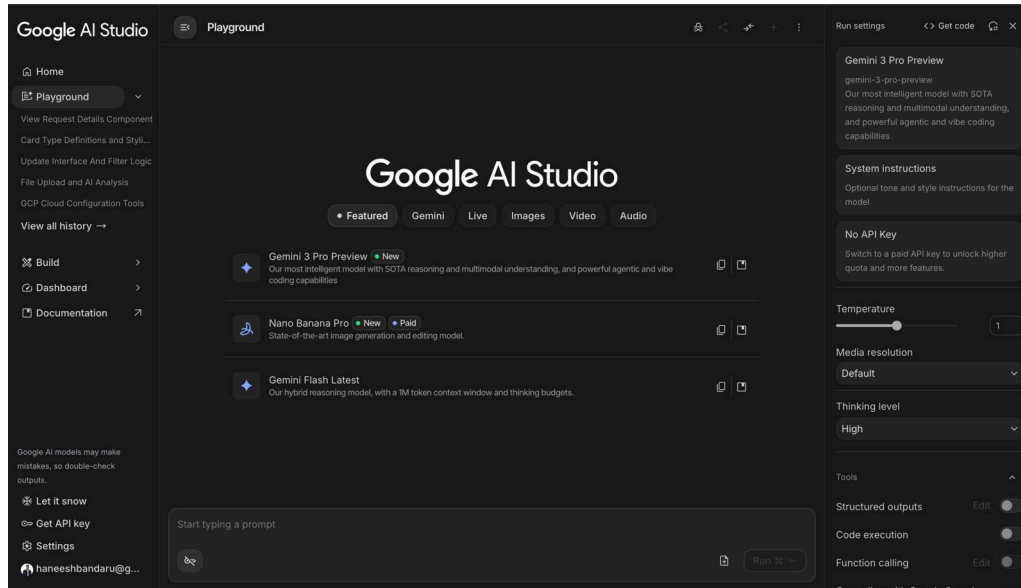 Google AI Studio
Home
Playground
View Request Details Component
Card Type Definitions and Styli...
Update Interface And Filter Logic
File Upload and AI Analysis
GCP Cloud Configuration Tools
View all history →
Build
Dashboard
Documentation
Google AI models may make
mistakes, so double-check
outputs.
Let it snow
Get API key
Settings
haneeshbandaru@g...
Playground
Google AI Studio
Featured
Gemini
Live
Images
Video
Audio
Gemini 3 Pro Preview New
Our most intelligent model with SOTA reasoning and multimodal understanding, and powerful agentic and vibe
coding capabilities
Nano Banana Pro New Paid
State-of-the-art image generation and editing model.
Gemini Flash Latest
Our hybrid reasoning model, with a 1M token context window and thinking budgets.
Start typing a prompt
Run ⌘ ↵
Run settings
<> Get code
Gemini 3 Pro Preview
gemini-3-pro-preview
Our most intelligent model with SOTA
reasoning and multimodal understanding,
and powerful agentic and vibe coding
capabilities
System instructions
Optional tone and style instructions for the
model
No API Key
Switch to a paid API key to unlock higher
quota and more features.
Temperature
1
Media resolution
Default
Thinking level
High
Tools
Structured outputs Edit
Code execution
Function calling Edit